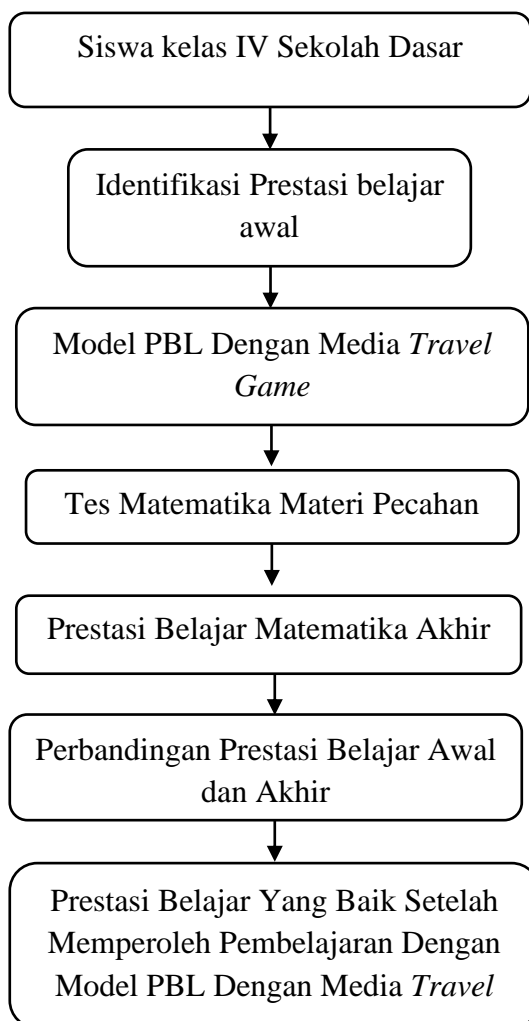 Siswa kelas IV Sekolah Dasar
Identifikasi Prestasi belajar
awal
Model PBL Dengan Media Travel
Game
Tes Matematika Materi Pecahan
Prestasi Belajar Matematika Akhir
Perbandingan Prestasi Belajar Awal
dan Akhir
Prestasi Belajar Yang Baik Setelah
Memperoleh Pembelajaran Dengan
Model PBL Dengan Media Travel